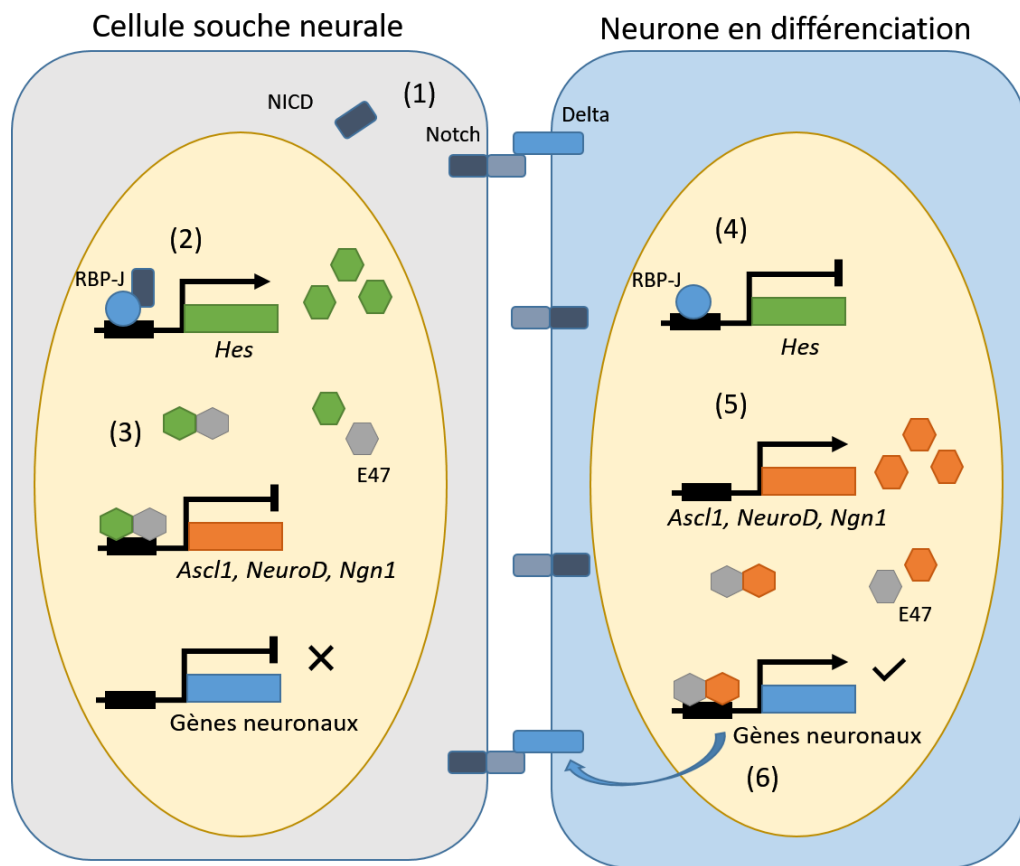 Cellule souche neurale
Neurone en différenciation
NICD
(1)
Notch
Delta
(2)
RBP-J
Hes
(3)
E47
Ascl1, NeuroD, Ngn1
Gènes neuronaux
(4)
RBP-J
Hes
(5)
Ascl1, NeuroD, Ngn1
E47
Gènes neuronaux
(6)